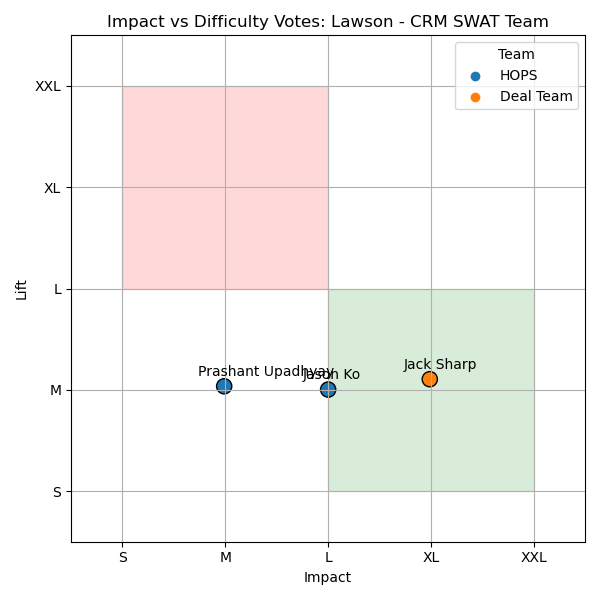 Impact vs Difficulty Votes: Lawson - CRM SWAT Team
Team
HOPS
Deal Team
XXL
XL
L
M
S
Lift
Prashant Upadhyay
Jason Ko
Jack Sharp
S
M
L
XL
XXL
Impact